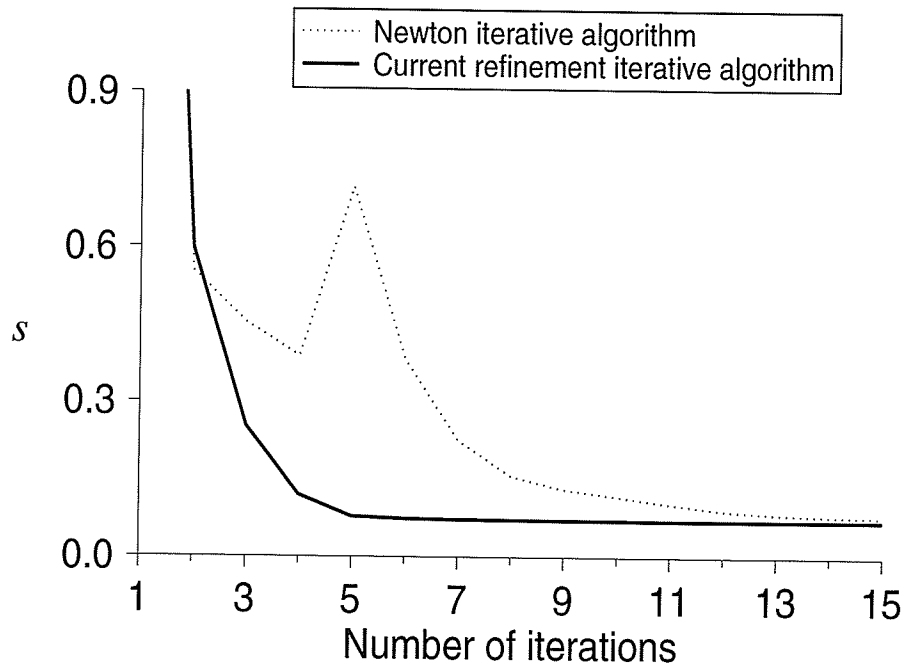 Newton iterative algorithm
Current refinement iterative algorithm
0.9
0.6
0.3
0.0
s
1 3 5 7 9 11 13 15
Number of iterations